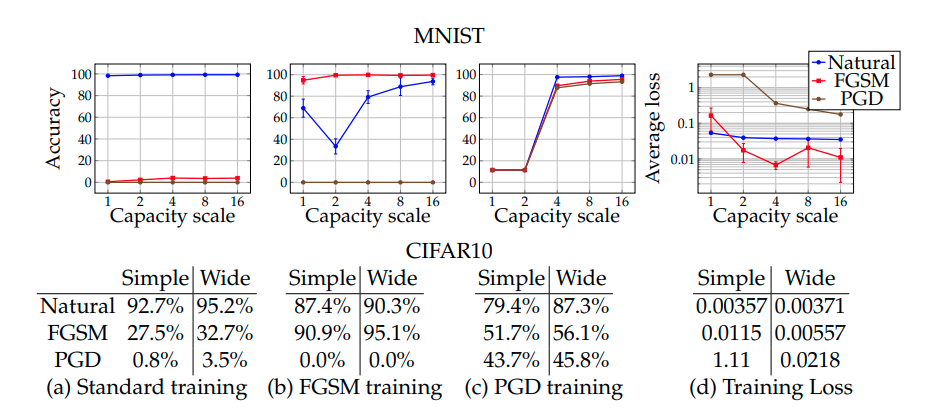 MNIST
Natural
FGSM
PGD
Accuracy
100
80
60
40
20
0
1 2 4 8 16
Capacity scale
100
80
60
40
20
0
1 2 4 8 16
Capacity scale
100
80
60
40
20
0
1 2 4 8 16
Capacity scale
Average loss
1
0.1
0.01
1 2 4 8 16
Capacity scale
CIFAR10
Simple Wide Simple Wide Simple Wide Simple Wide
Natural 92.7% 95.2% 87.4% 90.3% 79.4% 87.3% 0.00357 0.00371
FGSM 27.5% 32.7% 90.9% 95.1% 51.7% 56.1% 0.0115 0.00557
PGD 0.8% 3.5% 0.0% 0.0% 43.7% 45.8% 1.11 0.0218
(a) Standard training (b) FGSM training (c) PGD training (d) Training Loss